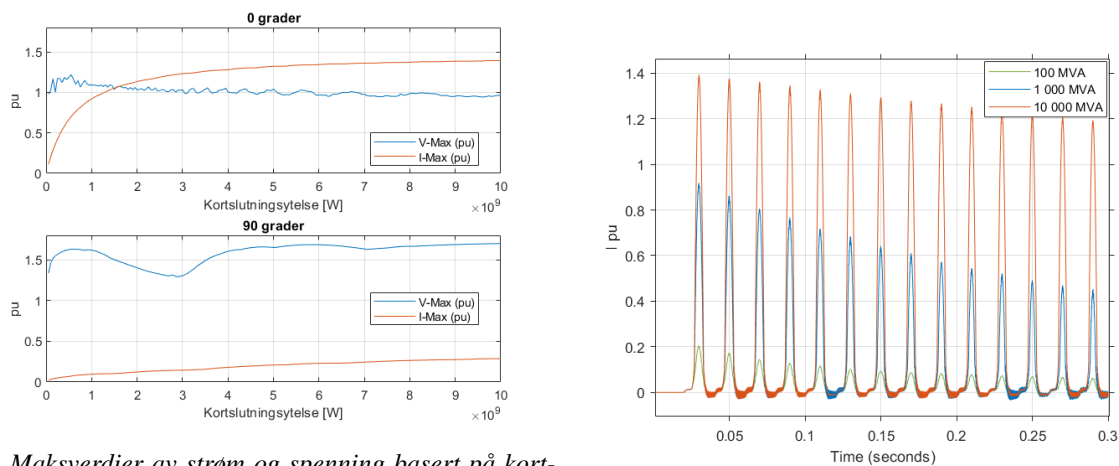 0 grader
1.5
1
0.5
0
pu
V-Max (pu)
I-Max (pu)
0 1 2 3 4 5 6 7 8 9 10
Kortslutningsytelse [W]
×10⁹
90 grader
1.5
1
0.5
0
pu
V-Max (pu)
I-Max (pu)
0 1 2 3 4 5 6 7 8 9 10
Kortslutningsytelse [W]
×10⁹
Maksverdier av strøm og spenning basert på kort-
1.4
1.2
1
0.8
0.6
0.4
0.2
0
I pu
100 MVA
1 000 MVA
10 000 MVA
0.05 0.1 0.15 0.2 0.25 0.3
Time (seconds)